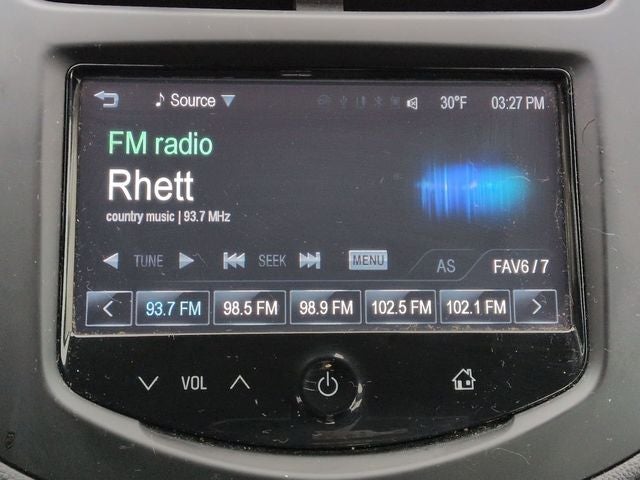 Source 30°F 03:27 PM
FM radio
Rhett
country music | 93.7 MHz
TUNE SEEK MENU AS FAV6 / 7
93.7 FM 98.5 FM 98.9 FM 102.5 FM 102.1 FM
VOL